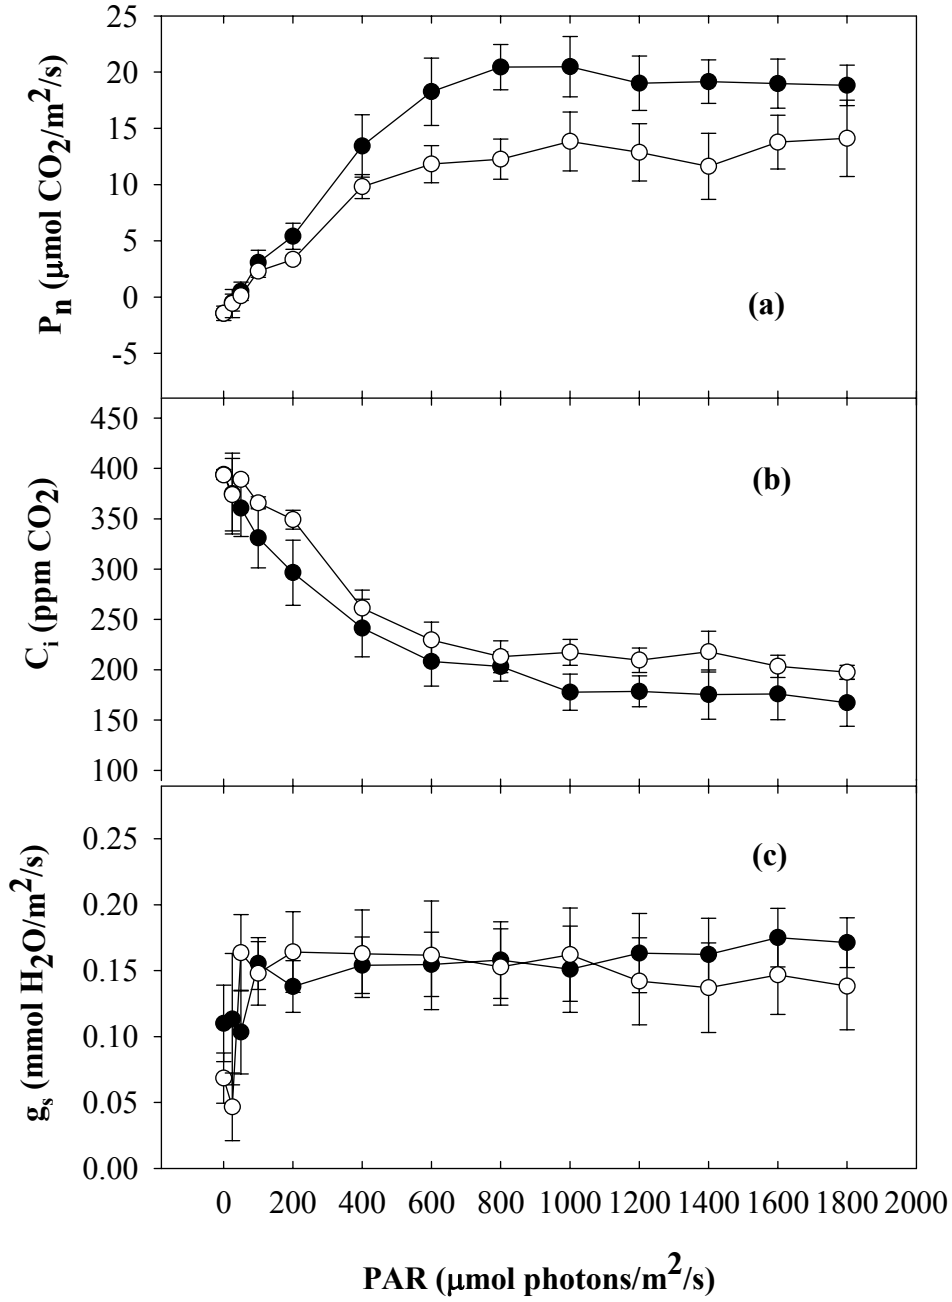 25
20
15
10
5
0
-5
Pn (μmol CO2/m2/s)
(a)
450
400
350
300
250
200
150
100
Ci (ppm CO2)
(b)
0.25
0.20
0.15
0.10
0.05
0.00
gs (mmol H2O/m2/s)
(c)
0 200 400 600 800 1000 1200 1400 1600 1800 2000
PAR (μmol photons/m2/s)